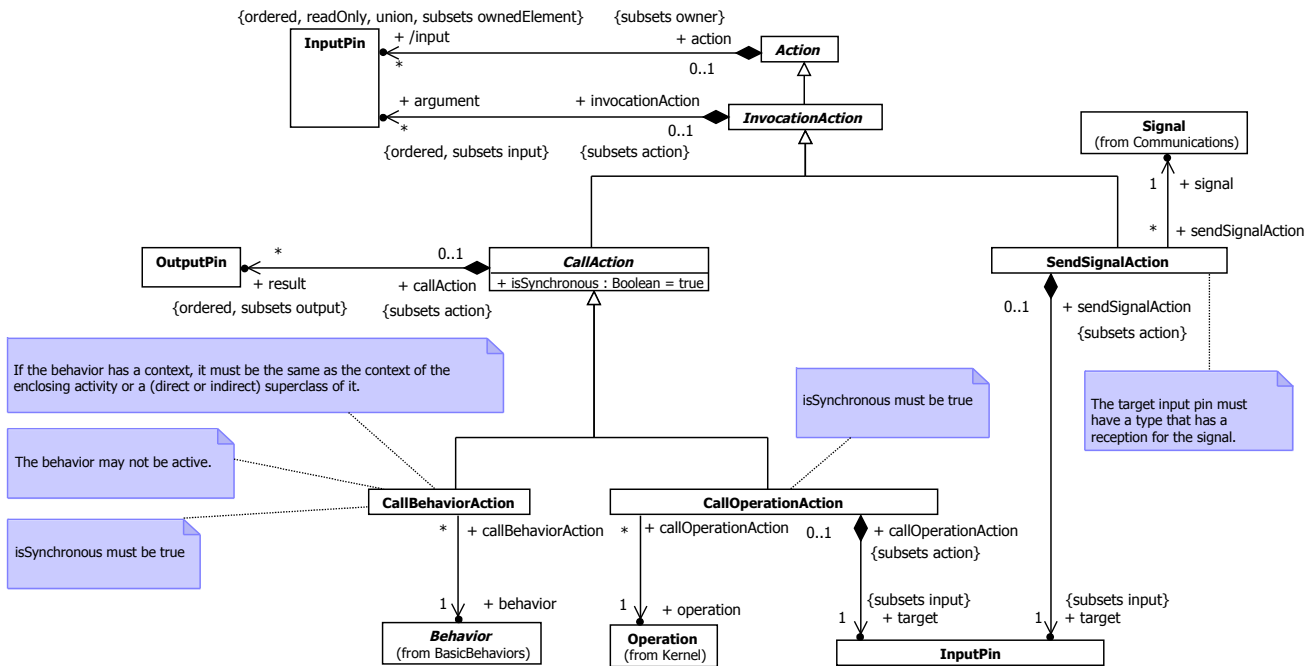 {ordered, readOnly, union, subsets ownedElement}
{subsets owner}
InputPin
+ /input
+ action
Action
*
0..1
+ argument
+ invocationAction
InvocationAction
*
0..1
{ordered, subsets input}
{subsets action}
Signal
(from Communications)
1
+ signal
*
+ sendSignalAction
*
0..1
OutputPin
CallAction
SendSignalAction
+ result
+ callAction
+ isSynchronous : Boolean = true
{ordered, subsets output}
{subsets action}
0..1
+ sendSignalAction
{subsets action}
If the behavior has a context, it must be the same as the context of the
enclosing activity or a (direct or indirect) superclass of it.
isSynchronous must be true
The target input pin must
have a type that has a
reception for the signal.
The behavior may not be active.
CallBehaviorAction
CallOperationAction
isSynchronous must be true
*
+ callBehaviorAction
*
+ callOperationAction
0..1
+ callOperationAction
{subsets action}
1
+ behavior
1
+ operation
{subsets input}
1
+ target
{subsets input}
1
+ target
Behavior
(from BasicBehaviors)
Operation
(from Kernel)
InputPin